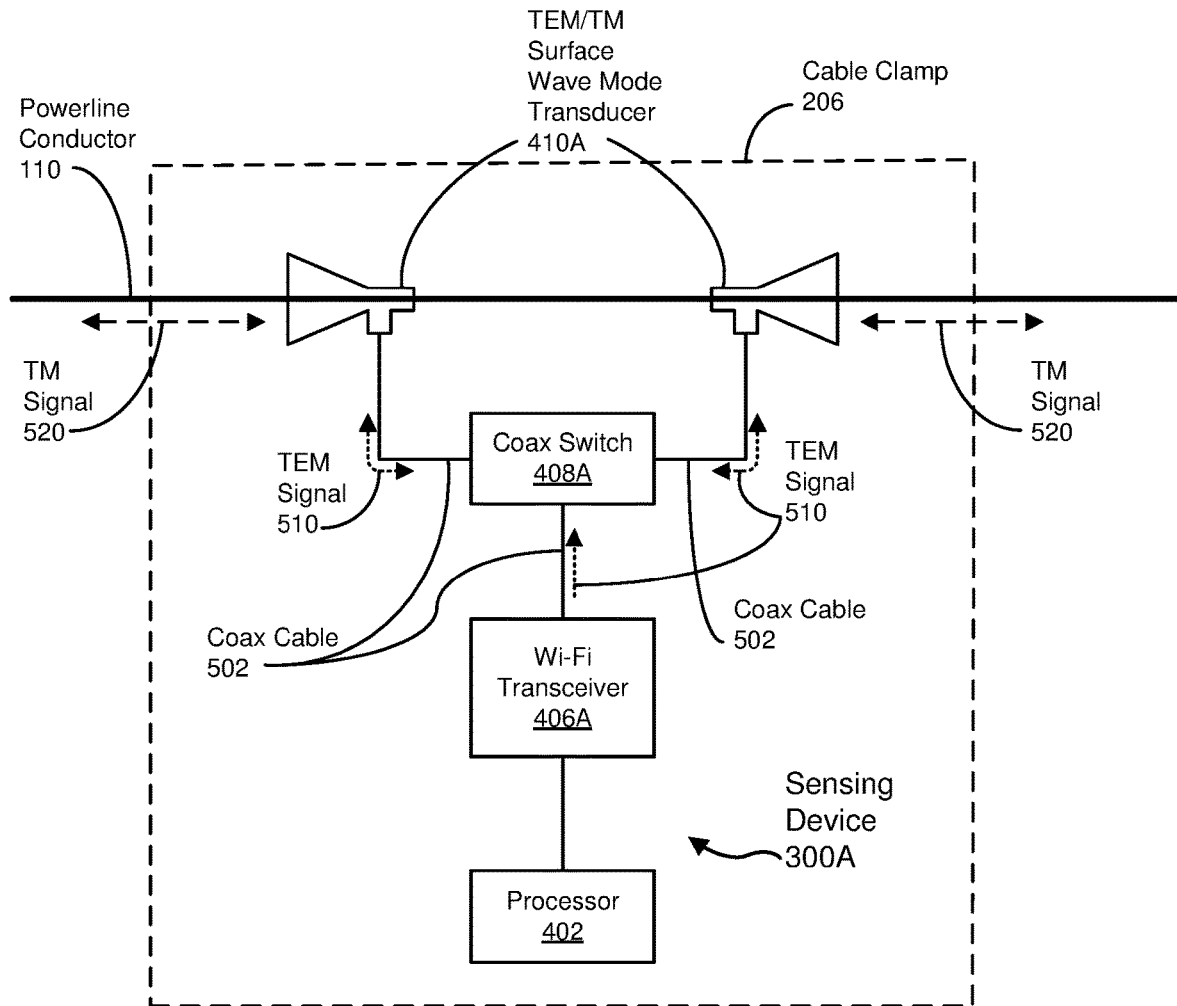 TEM/TM
Surface
Wave Mode
Transducer
410A
Cable Clamp
206
Powerline
Conductor
110
TM
Signal
520
TM
Signal
520
TEM
Signal
510
Coax Switch
408A
TEM
Signal
510
Coax Cable
502
Coax Cable
502
Wi-Fi
Transceiver
406A
Sensing
Device
300A
Processor
402